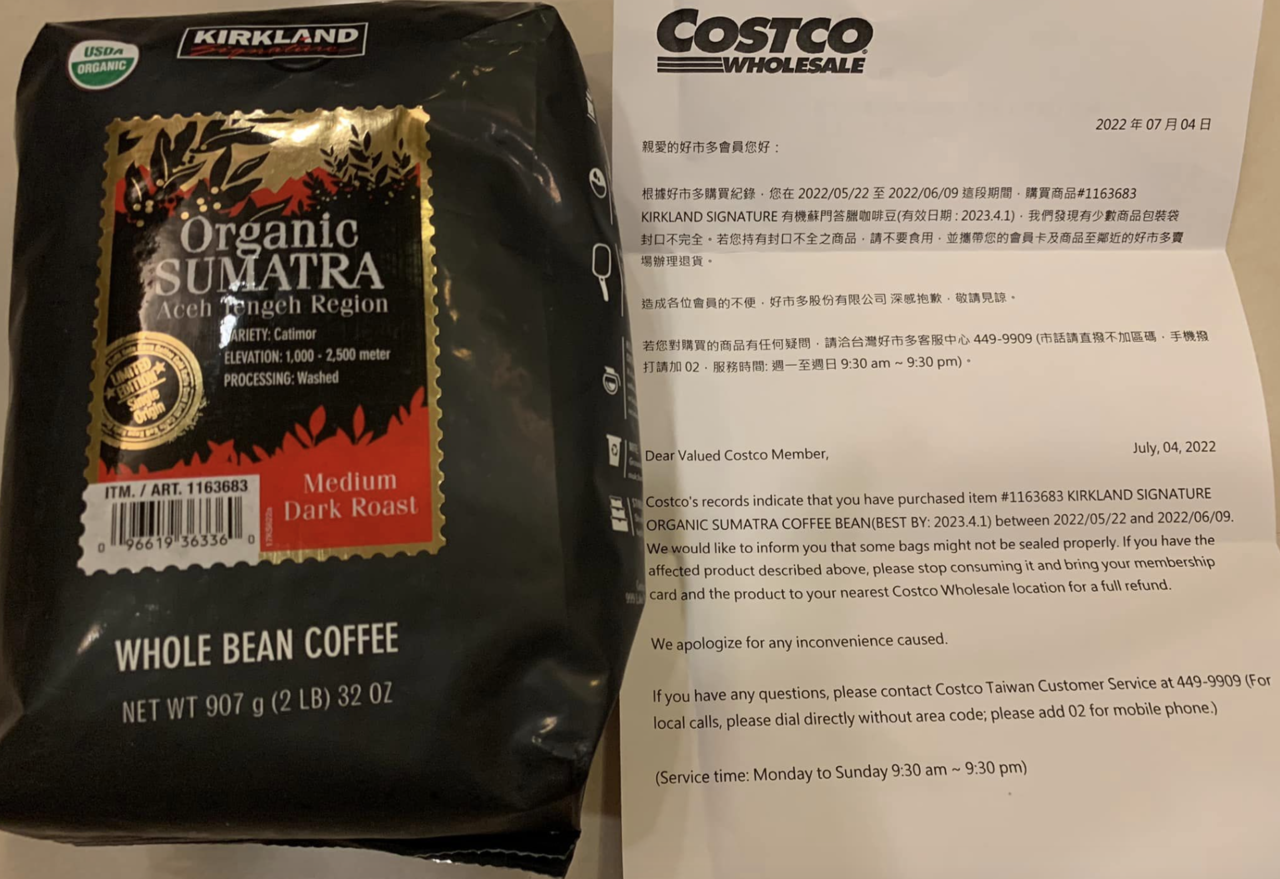 USDA
ORGANIC
KIRKLAND
Signature
Organic
SUMATRA
Aceh Tengeh Region
VARIETY: Catimor
ELEVATION: 1,000 - 2,500 meter
PROCESSING: Washed
LIMITED
EDITION
Single
Origin
ITM. / ART. 1163683
0 96619 36336 0
Medium
Dark Roast
WHOLE BEAN COFFEE
NET WT 907 g (2 LB) 32 OZ
COSTCO
WHOLESALE
2022 年 07 月 04 日
親愛的好市多會員您好：
根據好市多購買紀錄，您在 2022/05/22 至 2022/06/09 這段期間，購買商品#1163683
KIRKLAND SIGNATURE 有機蘇門答臘咖啡豆(有效日期 : 2023.4.1)，我們發現有少數商品包裝袋
封口不完全。若您持有封口不全之商品，請不要食用，並攜帶您的會員卡及商品至鄰近的好市多賣
場辦理退貨。
造成各位會員的不便，好市多股份有限公司 深感抱歉，敬請見諒。
若您對購買的商品有任何疑問，請洽台灣好市多客服中心 449-9909 (市話請直撥不加區碼，手機撥
打請加 02，服務時間: 週一至週日 9:30 am ~ 9:30 pm)。
Dear Valued Costco Member,
July, 04, 2022
Costco's records indicate that you have purchased item #1163683 KIRKLAND SIGNATURE
ORGANIC SUMATRA COFFEE BEAN(BEST BY: 2023.4.1) between 2022/05/22 and 2022/06/09.
We would like to inform you that some bags might not be sealed properly. If you have the
affected product described above, please stop consuming it and bring your membership
card and the product to your nearest Costco Wholesale location for a full refund.
We apologize for any inconvenience caused.
If you have any questions, please contact Costco Taiwan Customer Service at 449-9909 (For
local calls, please dial directly without area code; please add 02 for mobile phone.)
(Service time: Monday to Sunday 9:30 am ~ 9:30 pm)